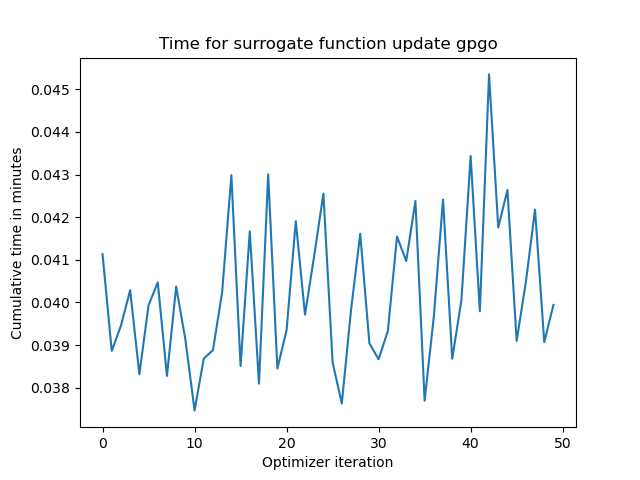 Time for surrogate function update gpgo
Cumulative time in minutes
0.045
0.044
0.043
0.042
0.041
0.040
0.039
0.038
0 10 20 30 40 50
Optimizer iteration